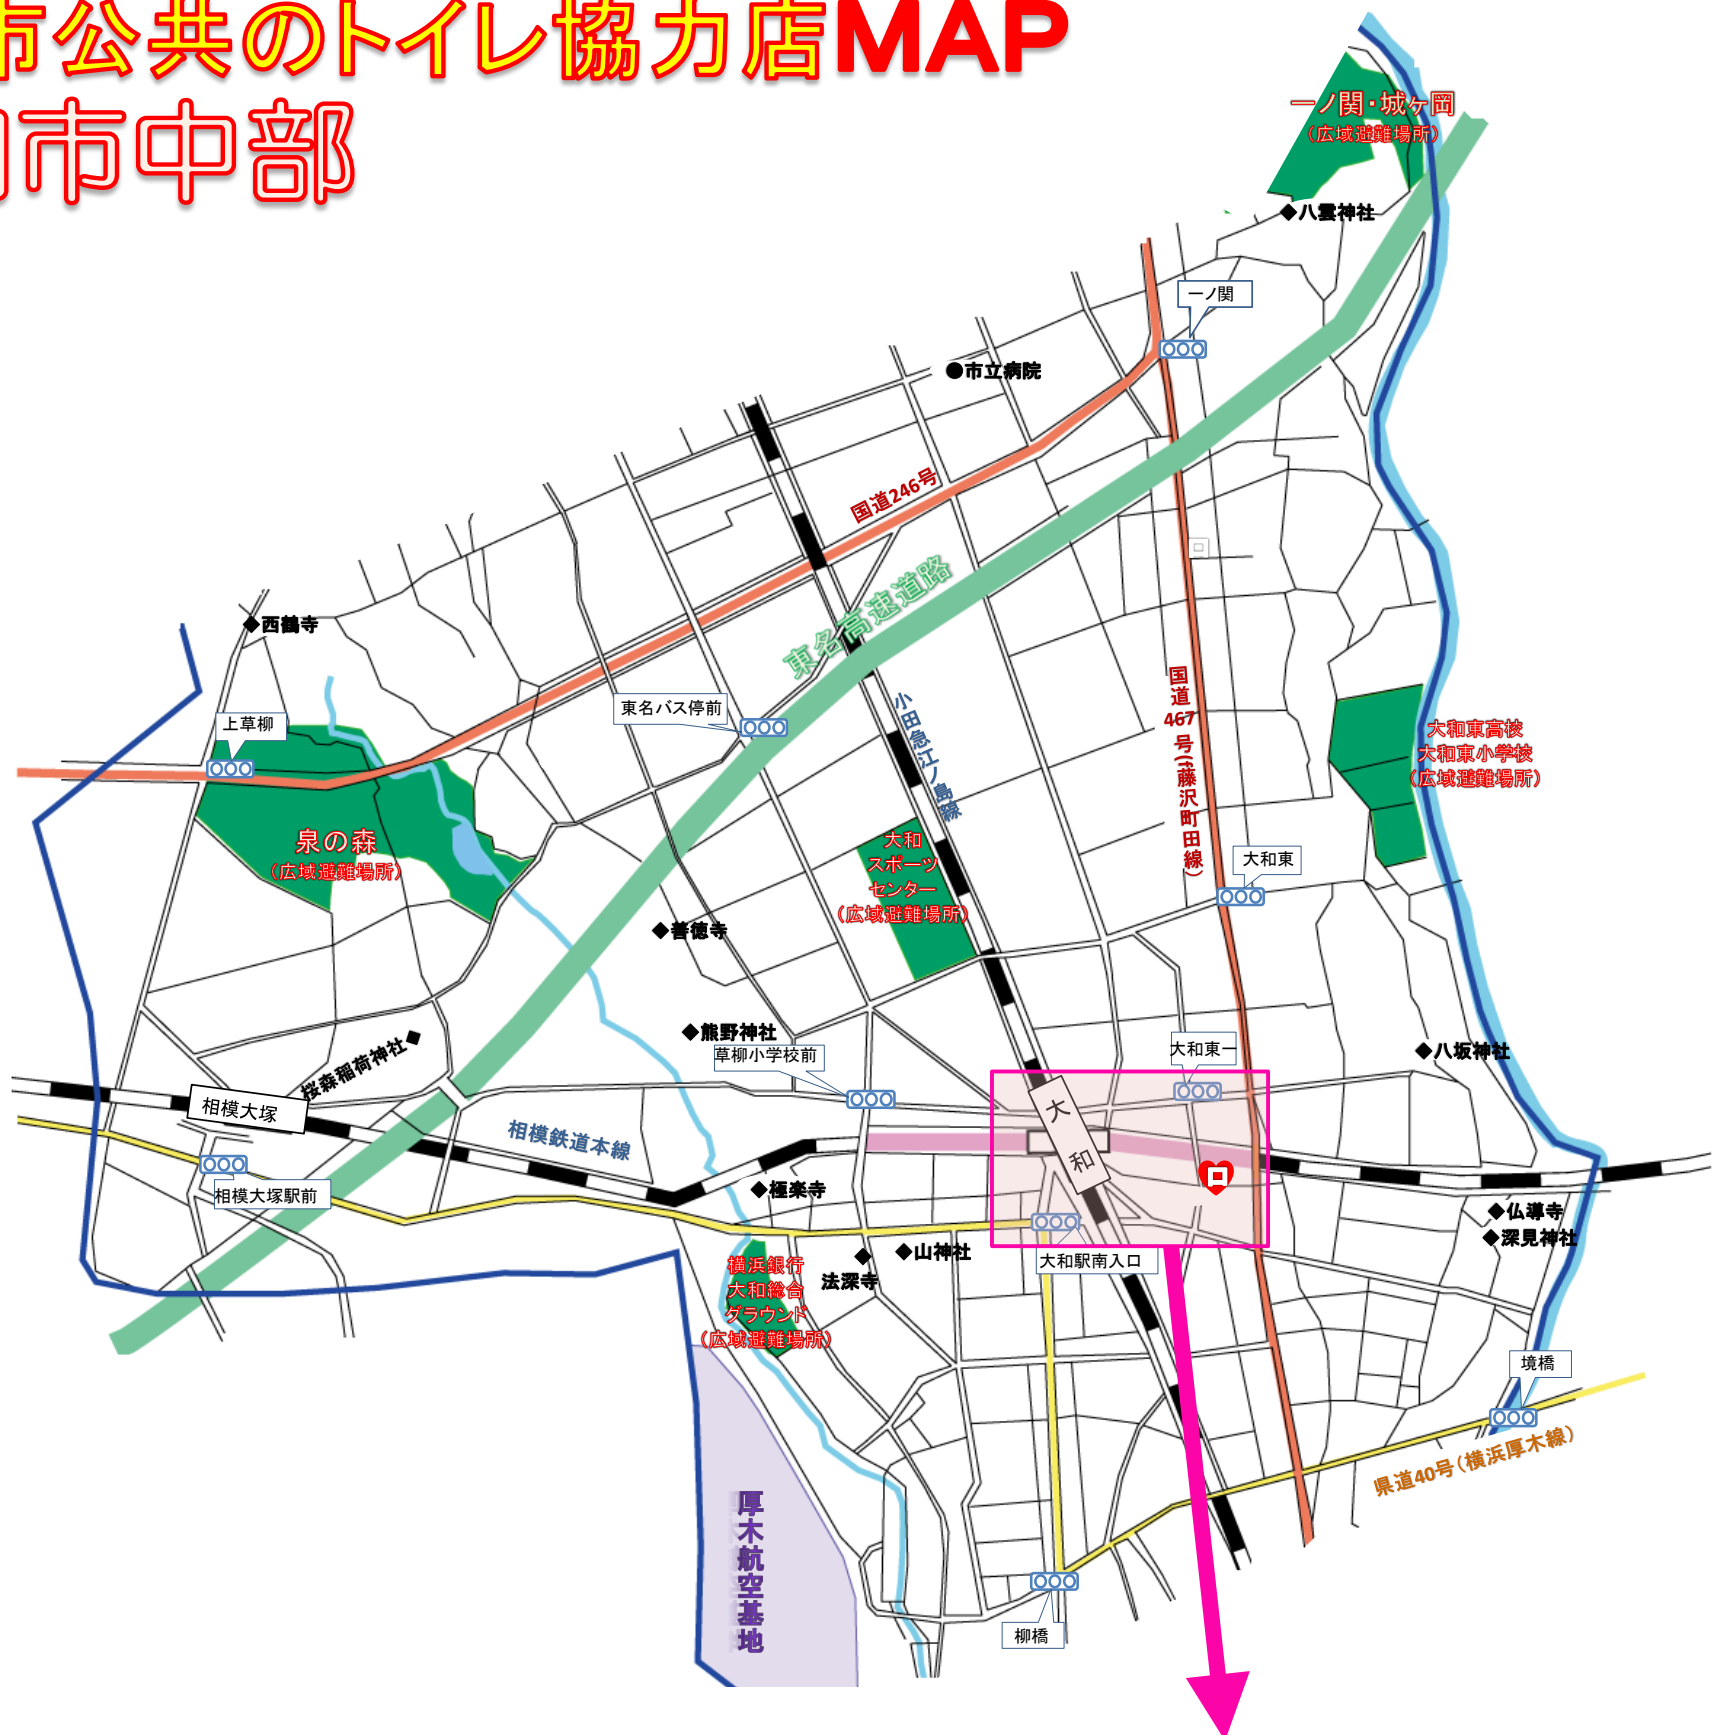 市公共のトイレ協力店MAP
市中部
一ノ関・城ヶ岡
(広域避難場所)
◆八雲神社
一ノ関
●市立病院
国道246号
東名高速道路
◆西鶴寺
上草柳
東名バス停前
小田急江ノ島線
国道467号(藤沢町田線)
大和東高校
大和東小学校
(広域避難場所)
泉の森
(広域避難場所)
大和
スポーツ
センター
(広域避難場所)
大和東
◆善徳寺
◆熊野神社
草柳小学校前
大和東一
◆八坂神社
桜森稲荷神社◆
相模大塚
大和
相模鉄道本線
相模大塚駅前
◆極楽寺
◆仏導寺
◆深見神社
◆山神社
◆
法深寺
大和駅南入口
横浜銀行
大和総合
グラウンド
(広域避難場所)
境橋
県道40号(横浜厚木線)
厚木航空基地
柳橋